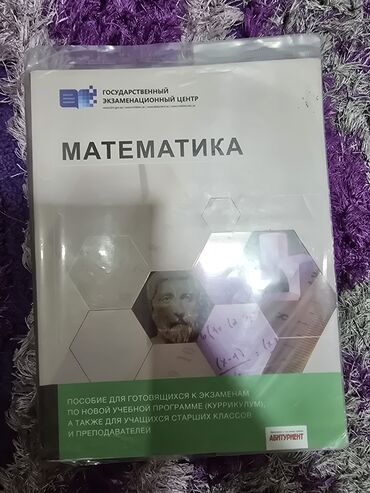 ГОСУДАРСТВЕННЫЙ
ЭКЗАМЕНАЦИОННЫЙ ЦЕНТР
МАТЕМАТИКА
ПОСОБИЕ ДЛЯ ГОТОВЯЩИХСЯ К ЭКЗАМЕНАМ
ПО НОВОЙ УЧЕБНОЙ ПРОГРАММЕ (КУРРИКУЛУМ),
А ТАКЖЕ ДЛЯ УЧАЩИХСЯ СТАРШИХ КЛАССОВ
И ПРЕПОДАВАТЕЛЕЙ
АБИТУРИЕНТ